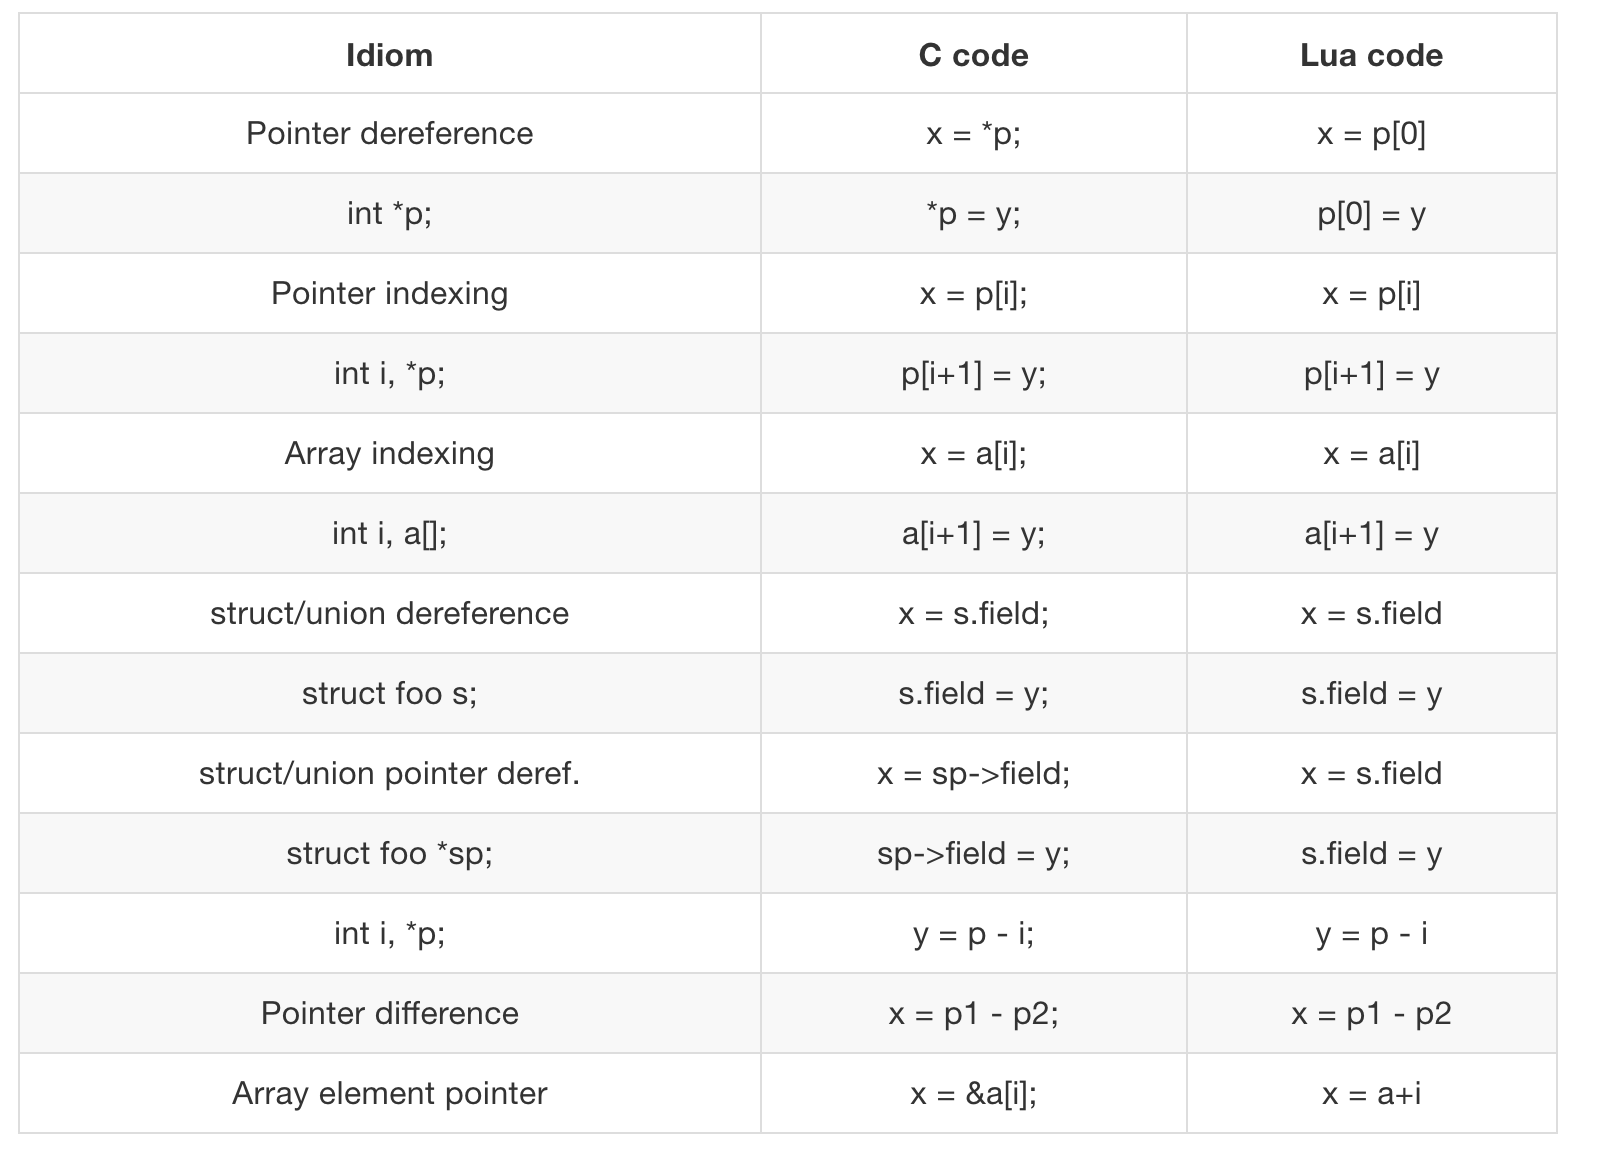 Idiom C code Lua code
Pointer dereference x = *p; x = p[0]
int *p; *p = y; p[0] = y
Pointer indexing x = p[i]; x = p[i]
int i, *p; p[i+1] = y; p[i+1] = y
Array indexing x = a[i]; x = a[i]
int i, a[]; a[i+1] = y; a[i+1] = y
struct/union dereference x = s.field; x = s.field
struct foo s; s.field = y; s.field = y
struct/union pointer deref. x = sp->field; x = s.field
struct foo *sp; sp->field = y; s.field = y
int i, *p; y = p - i; y = p - i
Pointer difference x = p1 - p2; x = p1 - p2
Array element pointer x = &a[i]; x = a+i